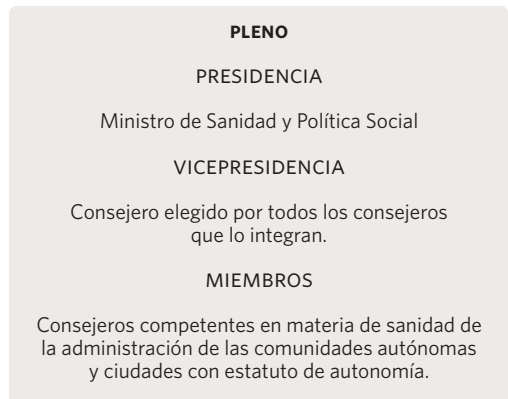 PLENO
PRESIDENCIA
Ministro de Sanidad y Política Social
VICEPRESIDENCIA
Consejero elegido por todos los consejeros
que lo integran.
MIEMBROS
Consejeros competentes en materia de sanidad de
la administración de las comunidades autónomas
y ciudades con estatuto de autonomía.